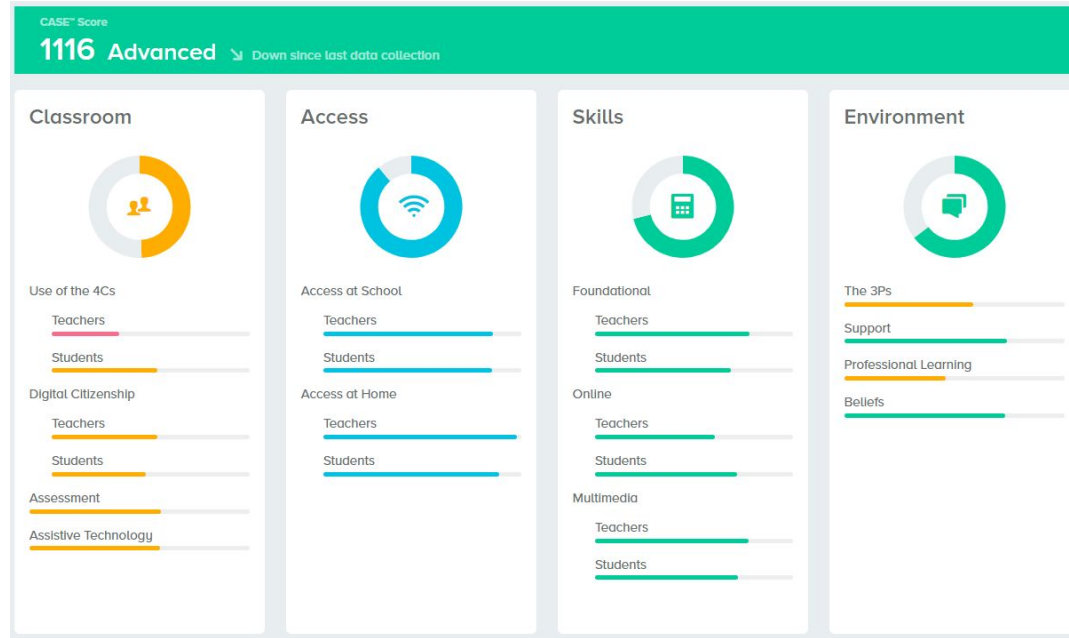 CASE™ Score
1116 Advanced Down since last data collection
Classroom
Use of the 4Cs
Teachers
Students
Digital Citizenship
Teachers
Students
Assessment
Assistive Technology
Access
Access at School
Teachers
Students
Access at Home
Teachers
Students
Skills
Foundational
Teachers
Students
Online
Teachers
Students
Multimedia
Teachers
Students
Environment
The 3Ps
Support
Professional Learning
Beliefs